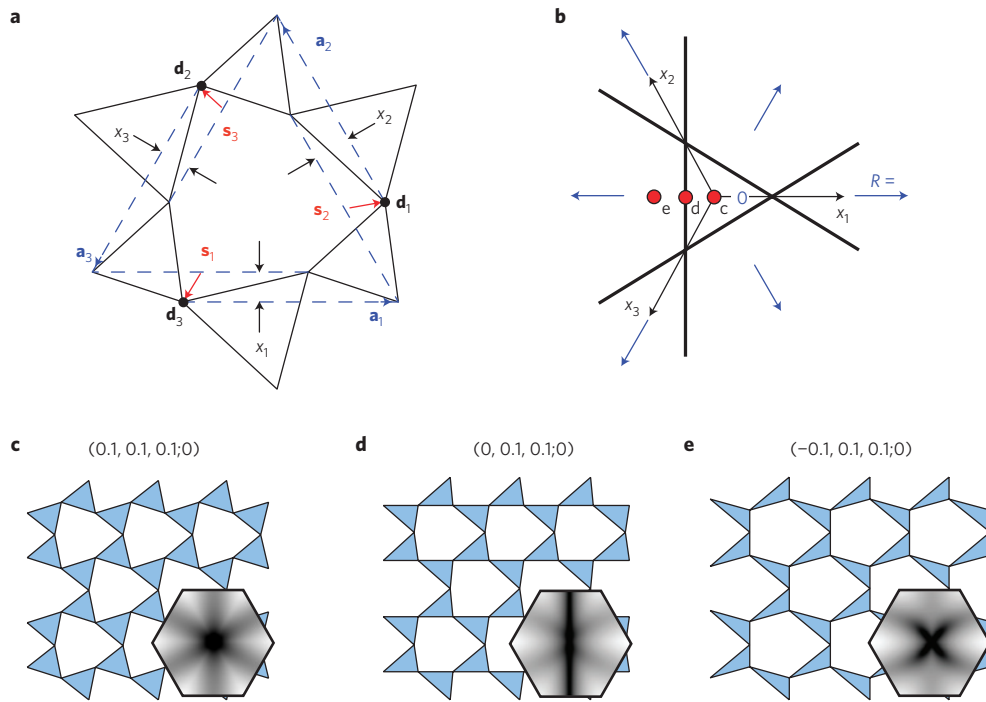 a
a₂
d₂
x₂
x₃
s₃
s₂
d₁
a₃
s₁
d₃
a₁
x₁
b
x₂
R =
e
d
c
0
x₁
x₃
c
(0.1, 0.1, 0.1;0)
d
(0, 0.1, 0.1;0)
e
(−0.1, 0.1, 0.1;0)